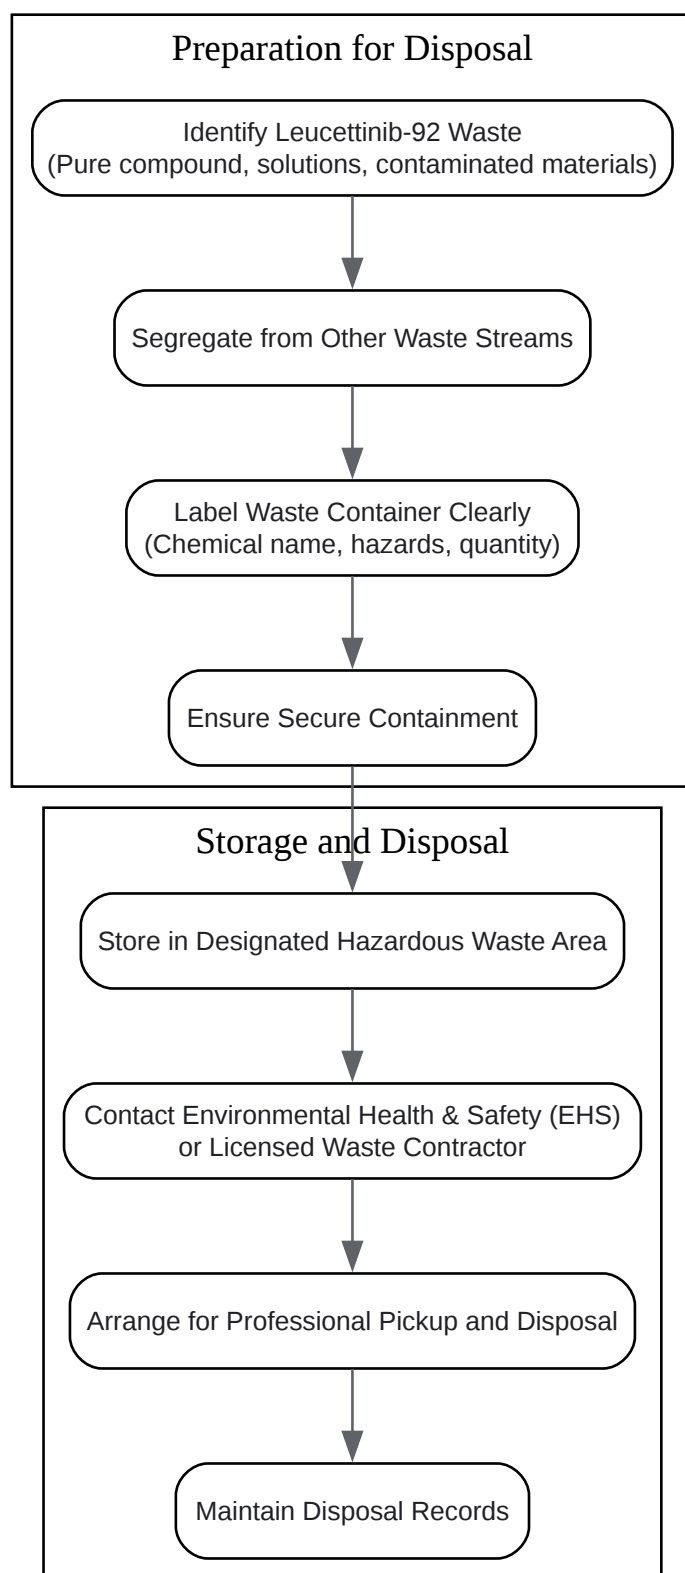 Preparation for Disposal
Identify Leucettinib-92 Waste
(Pure compound, solutions, contaminated materials)
Segregate from Other Waste Streams
Label Waste Container Clearly
(Chemical name, hazards, quantity)
Ensure Secure Containment
Storage and Disposal
Store in Designated Hazardous Waste Area
Contact Environmental Health & Safety (EHS)
or Licensed Waste Contractor
Arrange for Professional Pickup and Disposal
Maintain Disposal Records